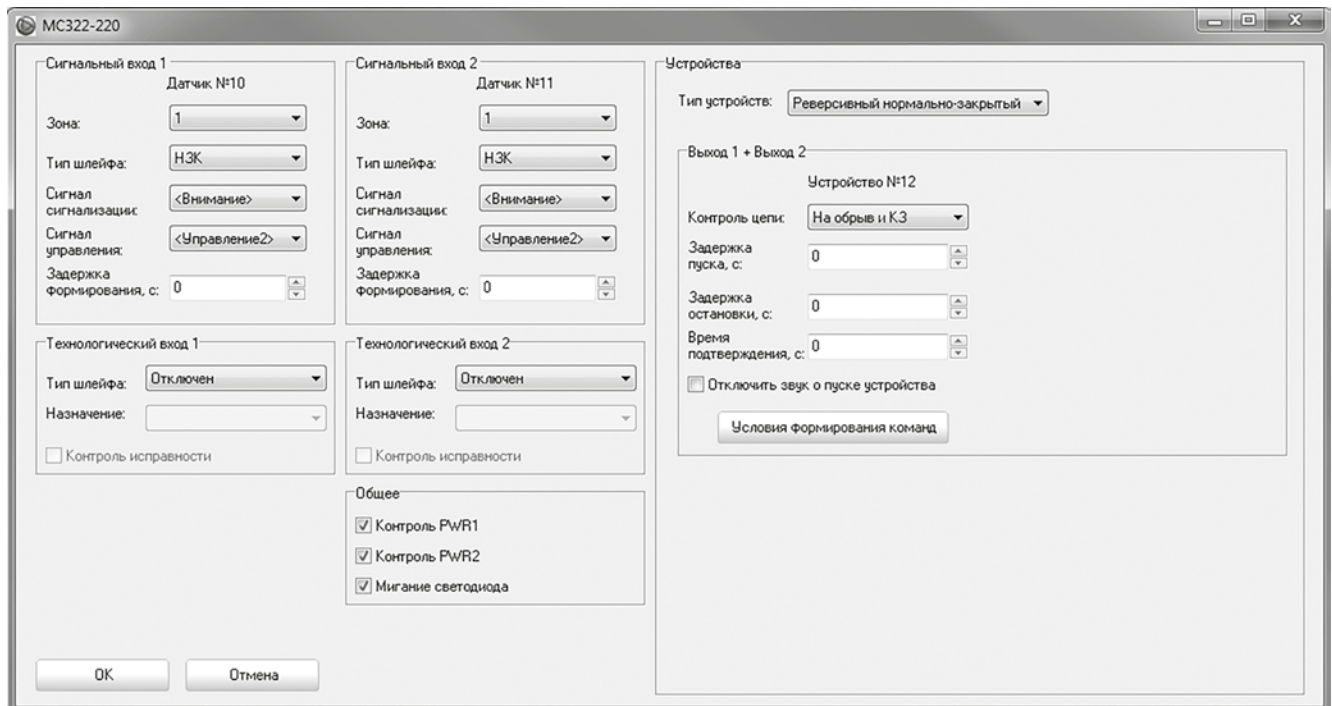 МС322-220
Сигнальный вход 1
Датчик №10
Зона:
1
Тип шлейфа:
НЗК
Сигнал
сигнализации:
<Внимание>
Сигнал
управления:
<Управление2>
Задержка
формирования, с:
0
Сигнальный вход 2
Датчик №11
Зона:
1
Тип шлейфа:
НЗК
Сигнал
сигнализации:
<Внимание>
Сигнал
управления:
<Управление2>
Задержка
формирования, с:
0
Технологический вход 1
Тип шлейфа:
Отключен
Назначение:
Контроль исправности
Технологический вход 2
Тип шлейфа:
Отключен
Назначение:
Контроль исправности
Общее
Контроль PWR1
Контроль PWR2
Мигание светодиода
Устройства
Тип устройств:
Реверсивный нормально-закрытый
Выход 1 + Выход 2
Устройство №12
Контроль цепи:
На обрыв и КЗ
Задержка
пуска, с:
0
Задержка
остановки, с:
0
Время
подтверждения, с:
0
Отключить звук о пуске устройства
Условия формирования команд
OK
Отмена